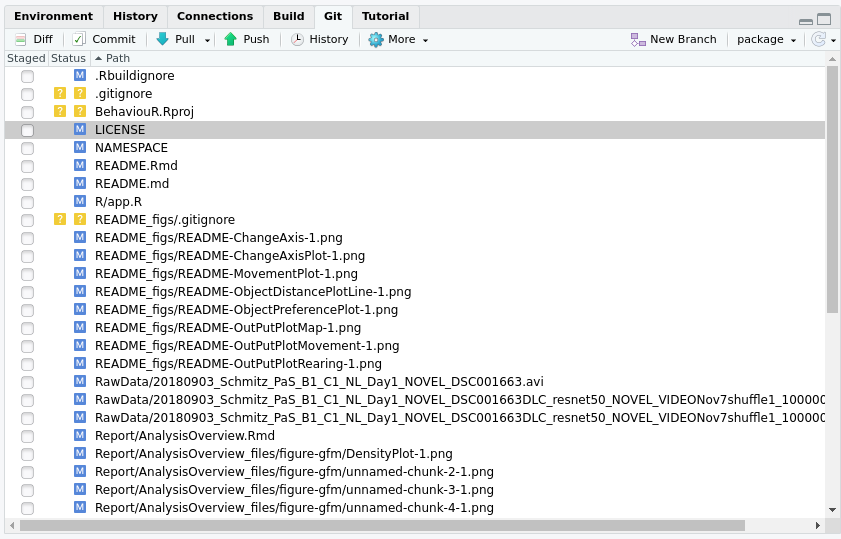 Environment History Connections Build Git Tutorial
Diff Commit Pull Push History More New Branch package
Staged Status Path
M .Rbuildignore
? ? .gitignore
? ? BehaviouR.Rproj
M LICENSE
M NAMESPACE
M README.Rmd
M README.md
M R/app.R
? ? README_figs/.gitignore
M README_figs/README-ChangeAxis-1.png
M README_figs/README-ChangeAxisPlot-1.png
M README_figs/README-MovementPlot-1.png
M README_figs/README-ObjectDistancePlotLine-1.png
M README_figs/README-ObjectPreferencePlot-1.png
M README_figs/README-OutPutPlotMap-1.png
M README_figs/README-OutPutPlotMovement-1.png
M README_figs/README-OutPutPlotRearing-1.png
M RawData/20180903_Schmitz_PaS_B1_C1_NL_Day1_NOVEL_DSC001663.avi
M RawData/20180903_Schmitz_PaS_B1_C1_NL_Day1_NOVEL_DSC001663DLC_resnet50_NOVEL_VIDEONov7shuffle1_100000
M RawData/20180903_Schmitz_PaS_B1_C1_NL_Day1_NOVEL_DSC001663DLC_resnet50_NOVEL_VIDEONov7shuffle1_100000
M Report/AnalysisOverview.Rmd
M Report/AnalysisOverview_files/figure-gfm/DensityPlot-1.png
M Report/AnalysisOverview_files/figure-gfm/unnamed-chunk-2-1.png
M Report/AnalysisOverview_files/figure-gfm/unnamed-chunk-3-1.png
M Report/AnalysisOverview_files/figure-gfm/unnamed-chunk-4-1.png